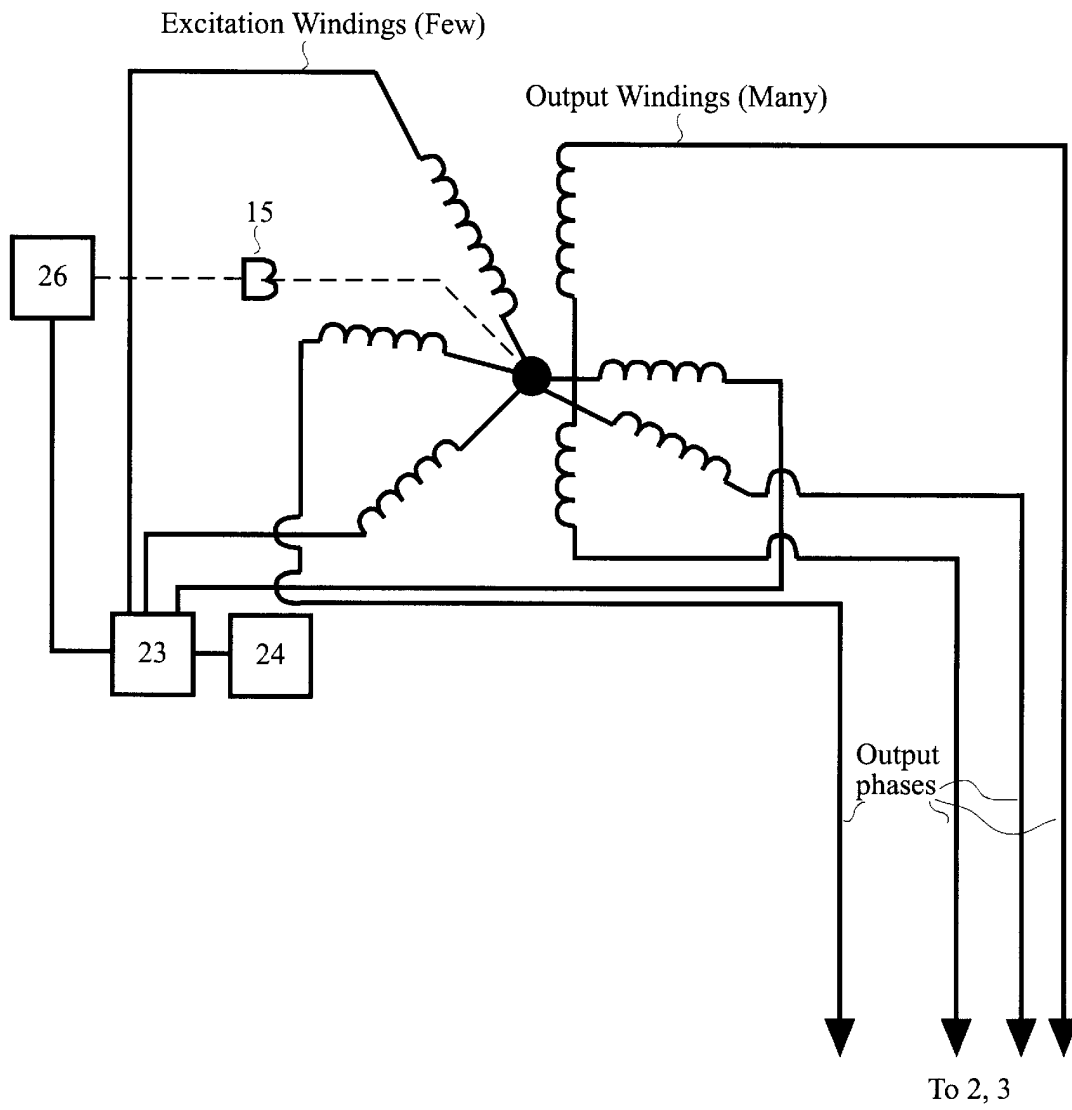 Excitation Windings (Few)
Output Windings (Many)
15
26
23
24
Output
phases
To 2, 3